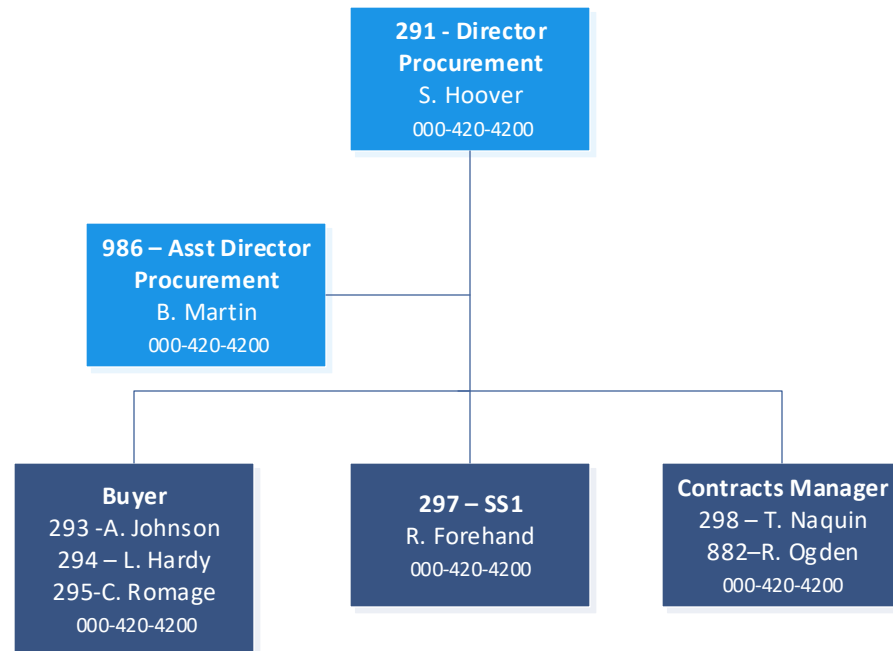 291 - Director
Procurement
S. Hoover
000-420-4200
986 – Asst Director
Procurement
B. Martin
000-420-4200
Buyer
293 -A. Johnson
294 – L. Hardy
295-C. Romage
000-420-4200
297 – SS1
R. Forehand
000-420-4200
Contracts Manager
298 – T. Naquin
882–R. Ogden
000-420-4200